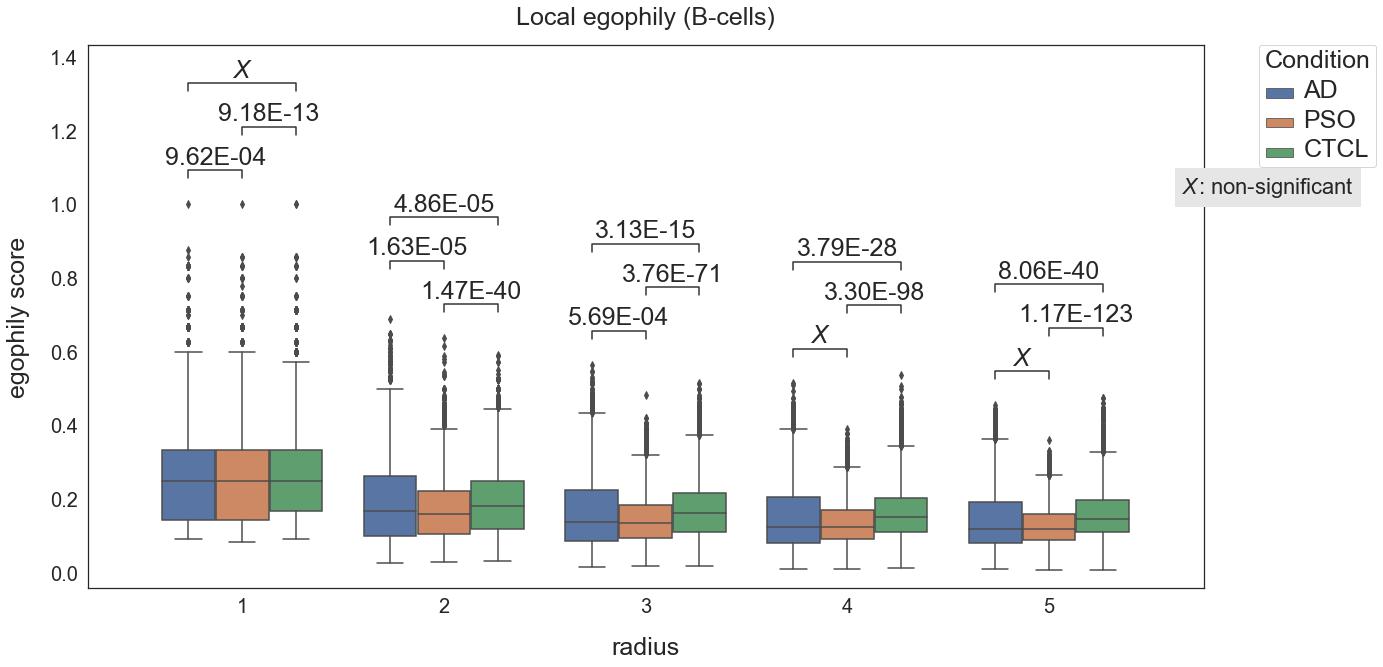 Local egophily (B-cells)
egophily score
1.4
1.2
1.0
0.8
0.6
0.4
0.2
0.0
X
9.18E-13
9.62E-04
4.86E-05
1.63E-05
1.47E-40
3.13E-15
3.76E-71
5.69E-04
3.79E-28
3.30E-98
X
8.06E-40
1.17E-123
X
1 2 3 4 5
radius
Condition
AD
PSO
CTCL
X: non-significant